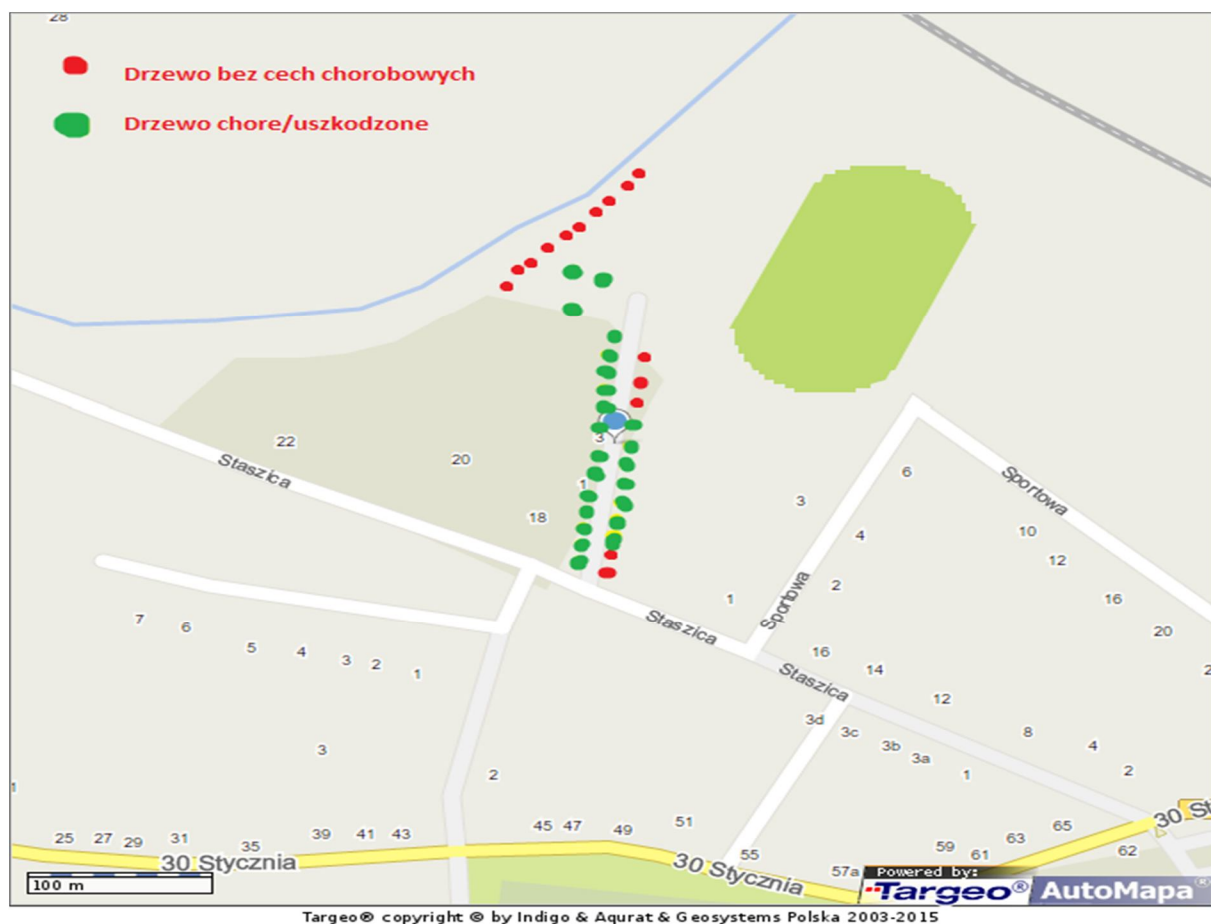 28
Drzewo bez cech chorobowych
Drzewo chore/uszkodzone
22
20
18
3
1
Staszica
3
6
4
2
1
Sportowa
Sportowa
10
12
16
20
2
7
6
5
4
3
2
1
Staszica
16
14
12
Staszica
3d
3c
3b
3a
1
8
4
2
3
2
1
25
27
29
31
35
39
41
43
45
47
49
51
55
57a
59
61
63
65
62
30 Stycznia
30 Stycznia
30 St
100 m
Powered by:
Targeo® AutoMapa®
Targeo® copyright © by Indigo & Aqurat & Geosystems Polska 2003-2015